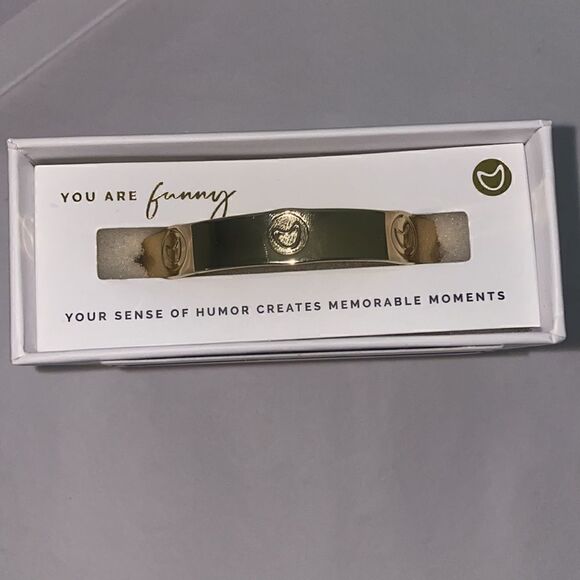 YOU ARE funny
YOUR SENSE OF HUMOR CREATES MEMORABLE MOMENTS